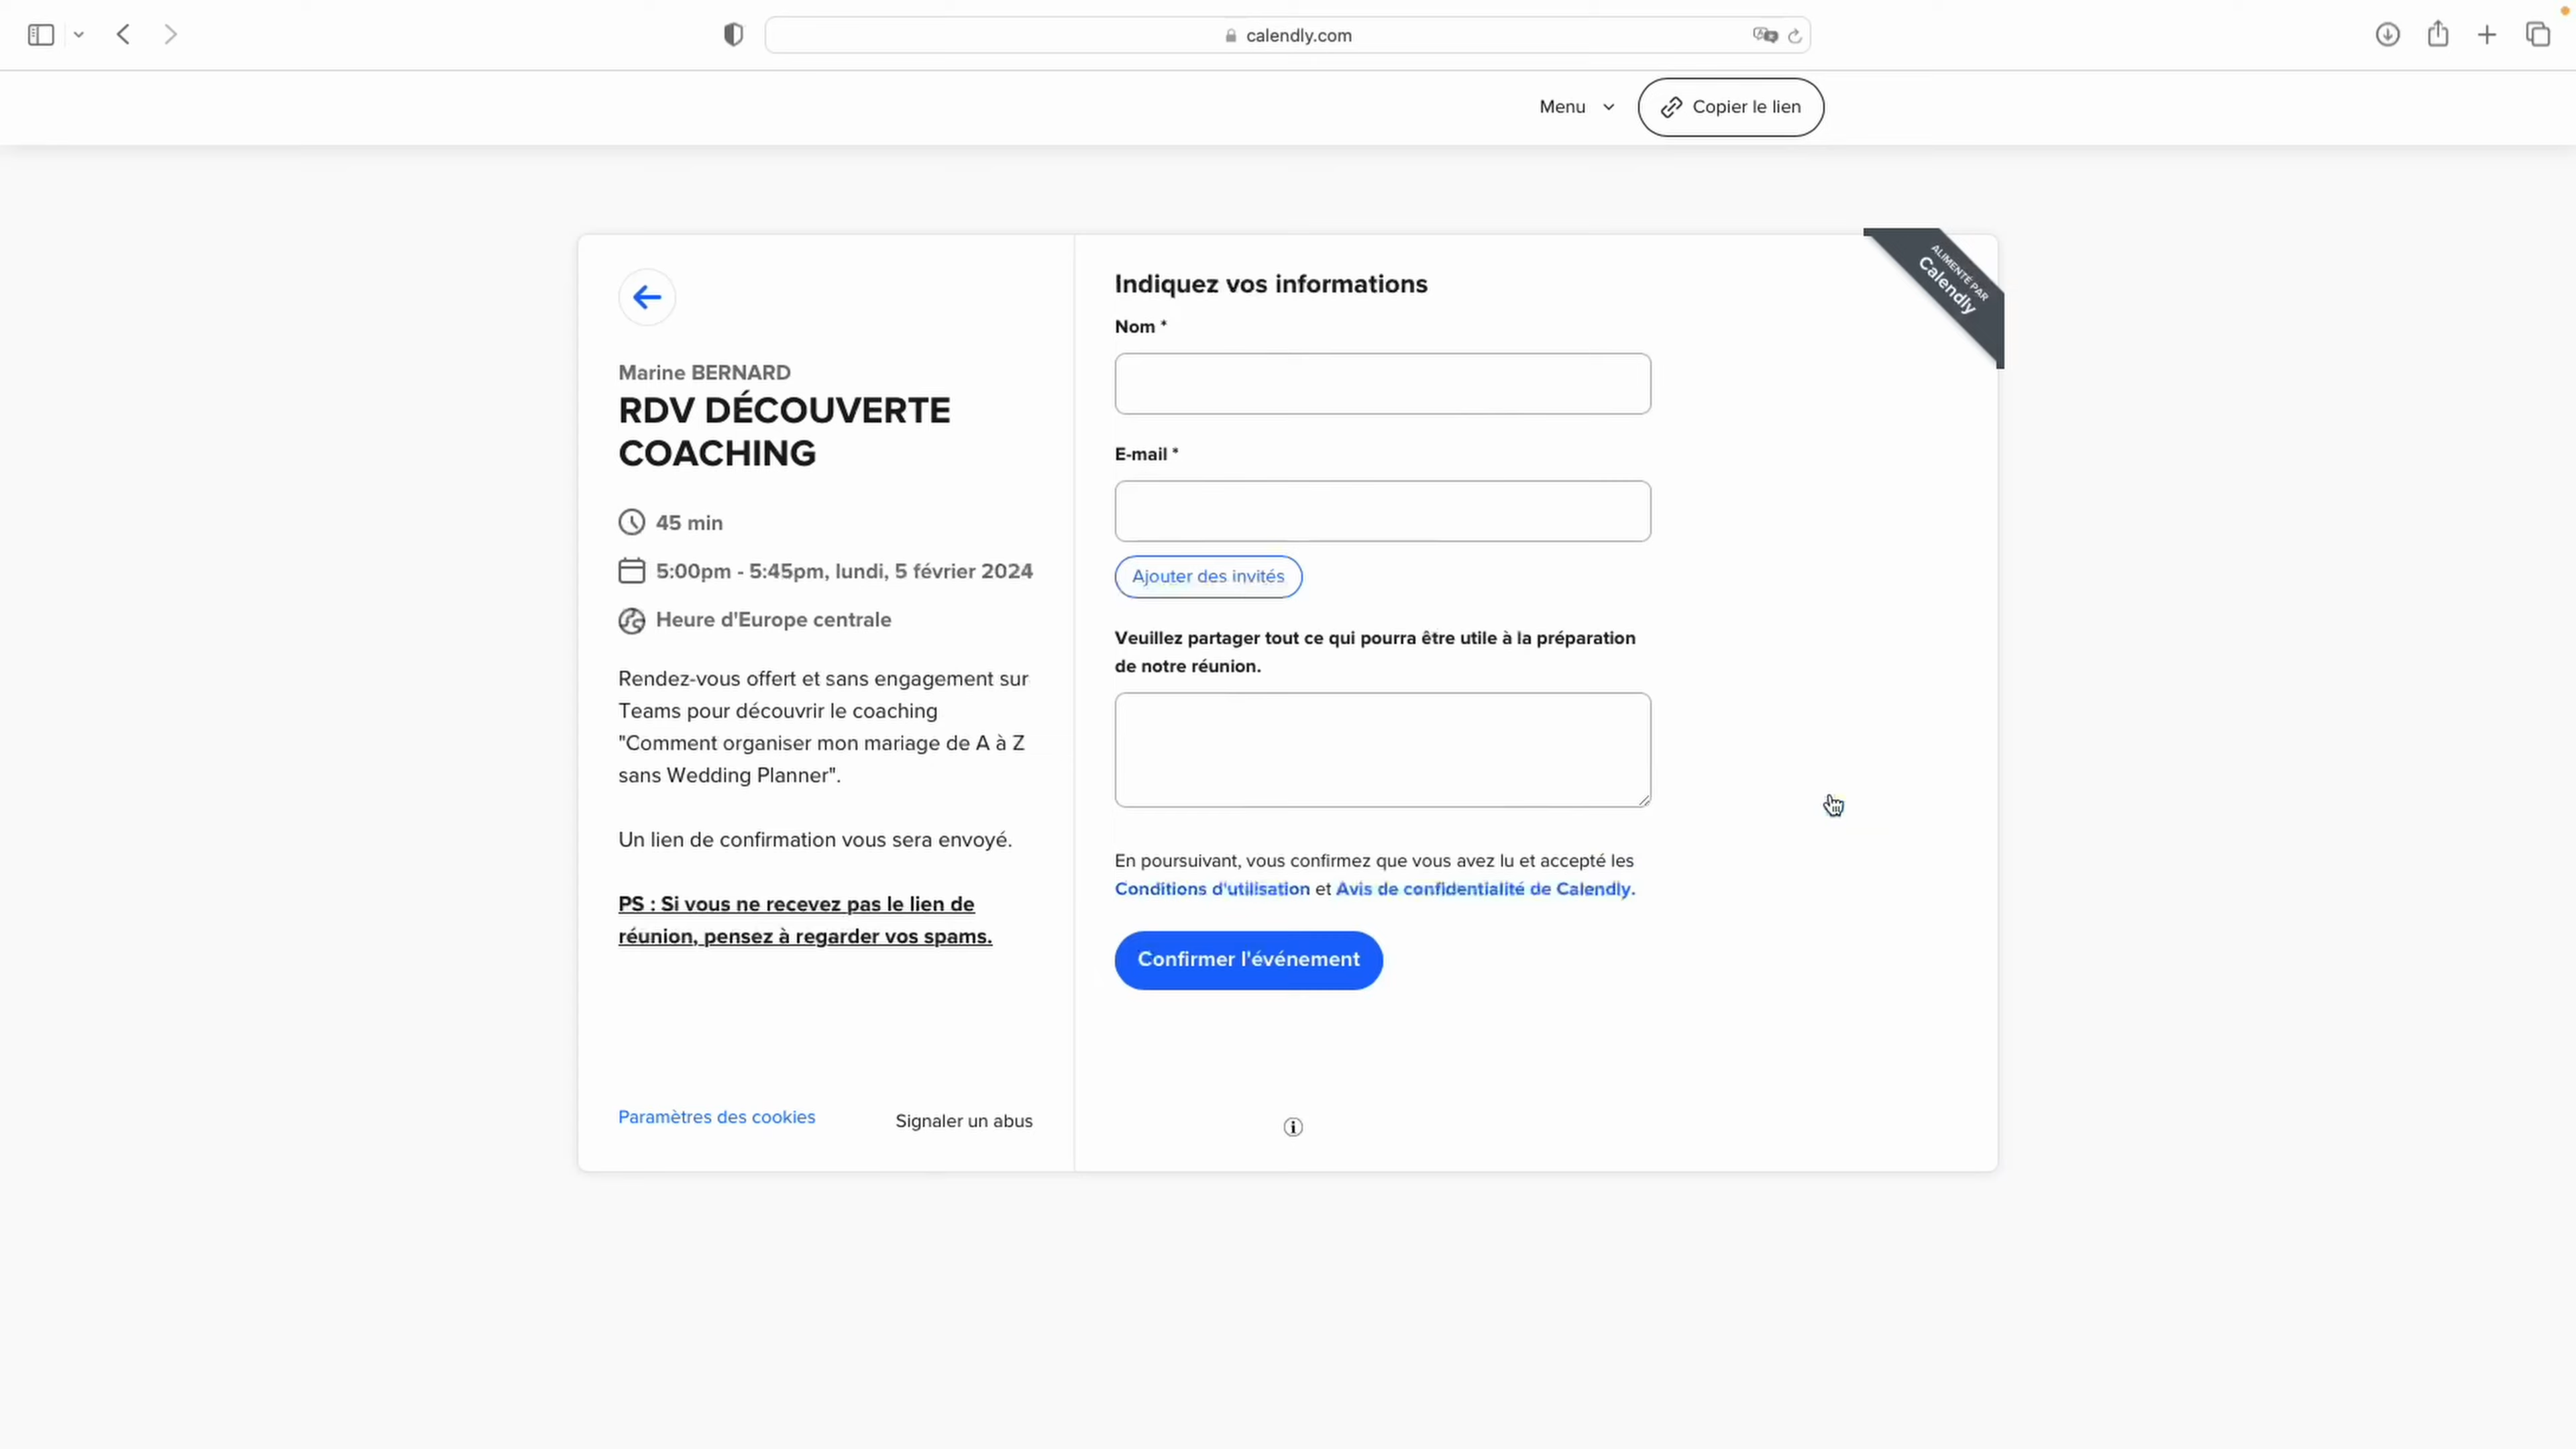 calendly.com
Menu
Copier le lien
ALIMENTÉ PAR
Calendly
Marine BERNARD
RDV DÉCOUVERTE
COACHING
45 min
5:00pm - 5:45pm, lundi, 5 février 2024
Heure d'Europe centrale
Rendez-vous offert et sans engagement sur
Teams pour découvrir le coaching
"Comment organiser mon mariage de A à Z
sans Wedding Planner".
Un lien de confirmation vous sera envoyé.
PS : Si vous ne recevez pas le lien de
réunion, pensez à regarder vos spams.
Paramètres des cookies
Signaler un abus
Indiquez vos informations
Nom *
E-mail *
Ajouter des invités
Veuillez partager tout ce qui pourra être utile à la préparation
de notre réunion.
En poursuivant, vous confirmez que vous avez lu et accepté les
Conditions d'utilisation et Avis de confidentialité de Calendly.
Confirmer l'événement